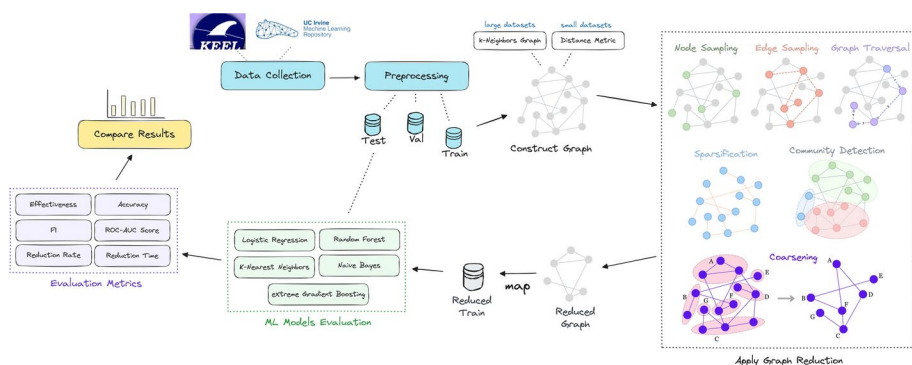 KEEL
UC Irvine
Machine Learning
Repository
Data Collection
Preprocessing
Test
Val
Train
large datasets
small datasets
k-Neighbors Graph
Distance Metric
Construct Graph
Node Sampling
Edge Sampling
Graph Traversal
Sparsification
Community Detection
Coarsening
A
B
C
D
E
F
G
A
B
C
D
E
F
G
Apply Graph Reduction
Reduced
Graph
map
Reduced
Train
Logistic Regression
Random Forest
K-Nearest Neighbors
Naive Bayes
eXtreme Gradient Boosting
ML Models Evaluation
Effectiveness
Accuracy
F1
ROC-AUC Score
Reduction Rate
Reduction Time
Evaluation Metrics
Compare Results